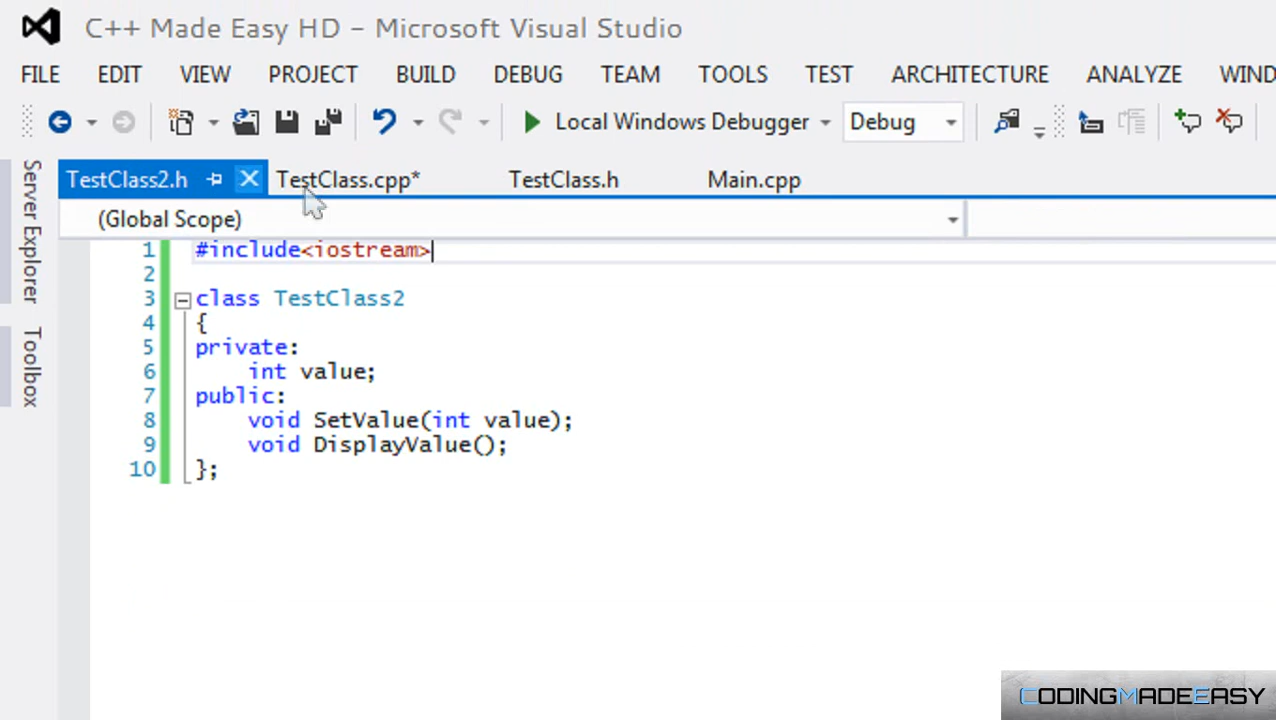 C++ Made Easy HD - Microsoft Visual Studio
FILE EDIT VIEW PROJECT BUILD DEBUG TEAM TOOLS TEST ARCHITECTURE ANALYZE WIND
Local Windows Debugger Debug
TestClass2.h TestClass.cpp* TestClass.h Main.cpp
(Global Scope)
Server Explorer
Toolbox
1 #include<iostream>
2
3 class TestClass2
4 {
5 private:
6 int value;
7 public:
8 void SetValue(int value);
9 void DisplayValue();
10 };
CODINGMADEEASY